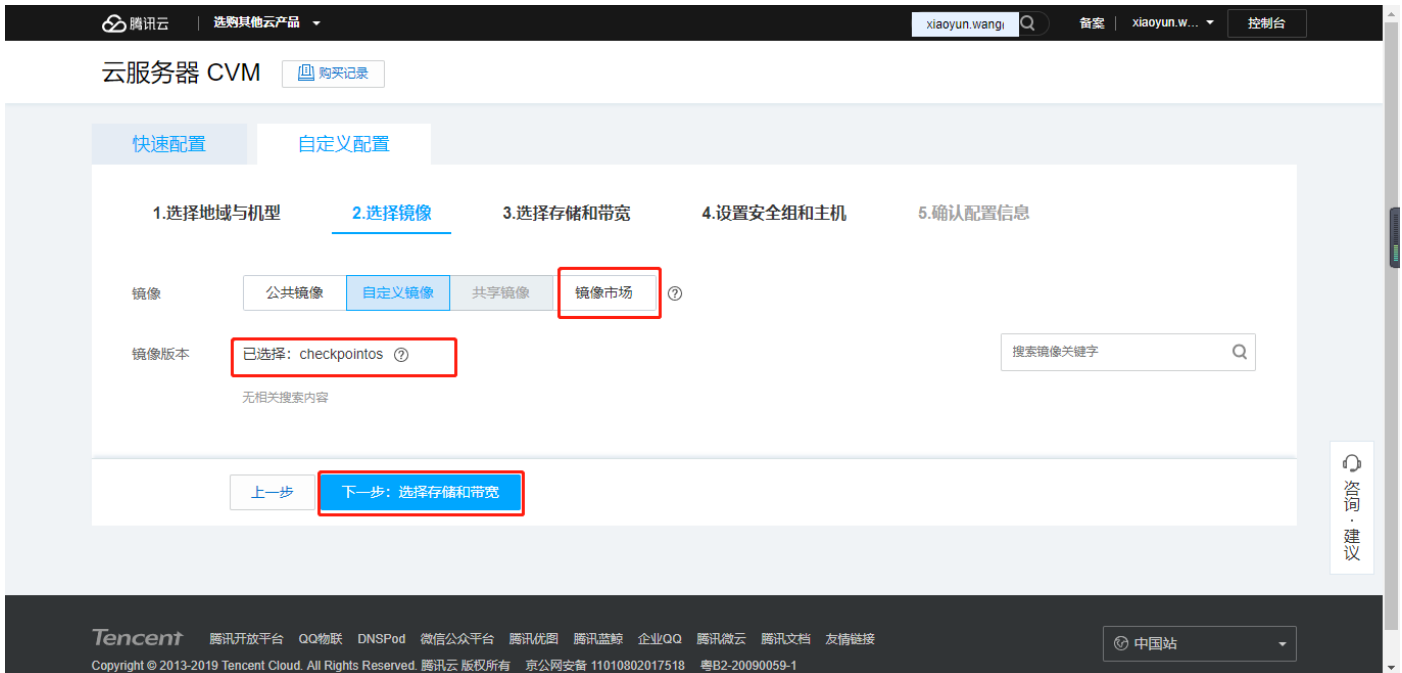 腾讯云 选购其他云产品 xiaoyun.wang 备案 xiaoyun.w... 控制台
云服务器 CVM 购买记录
快速配置 自定义配置
1.选择地域与机型 2.选择镜像 3.选择存储和带宽 4.设置安全组和主机 5.确认配置信息
镜像 公共镜像 自定义镜像 共享镜像 镜像市场
镜像版本 已选择：checkpointos 搜索镜像关键字
无相关搜索内容
上一步 下一步：选择存储和带宽
咨询·建议
Tencent 腾讯开放平台 QQ物联 DNSPod 微信公众平台 腾讯优图 腾讯蓝鲸 企业QQ 腾讯微云 腾讯文档 友情链接 中国站
Copyright © 2013-2019 Tencent Cloud. All Rights Reserved. 腾讯云 版权所有 京公网安备 11010802017518 粤B2-20090059-1